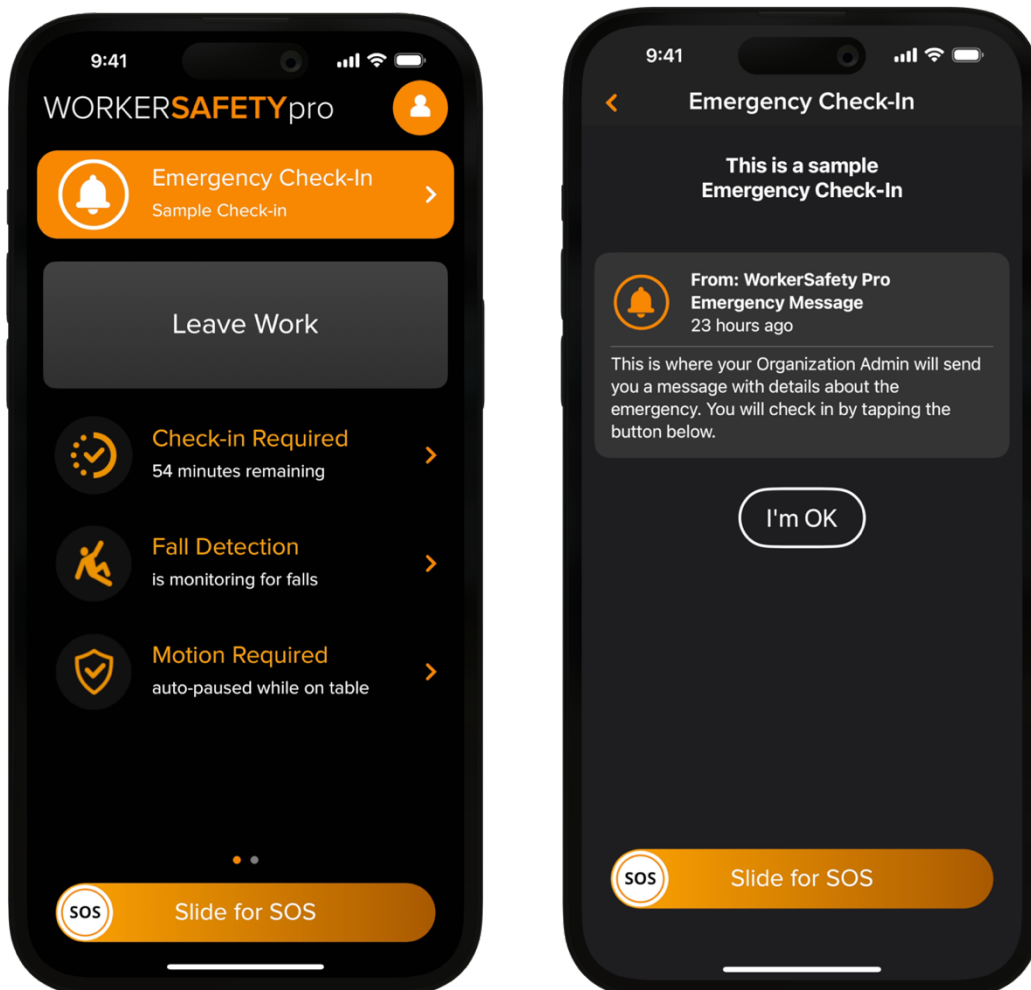 9:41
WORKERSAFETYpro
Emergency Check-In
Sample Check-in
Leave Work
Check-in Required
54 minutes remaining
Fall Detection
is monitoring for falls
Motion Required
auto-paused while on table
SOS
Slide for SOS
9:41
Emergency Check-In
This is a sample
Emergency Check-In
From: WorkerSafety Pro
Emergency Message
23 hours ago
This is where your Organization Admin will send
you a message with details about the
emergency. You will check in by tapping the
button below.
I'm OK
SOS
Slide for SOS